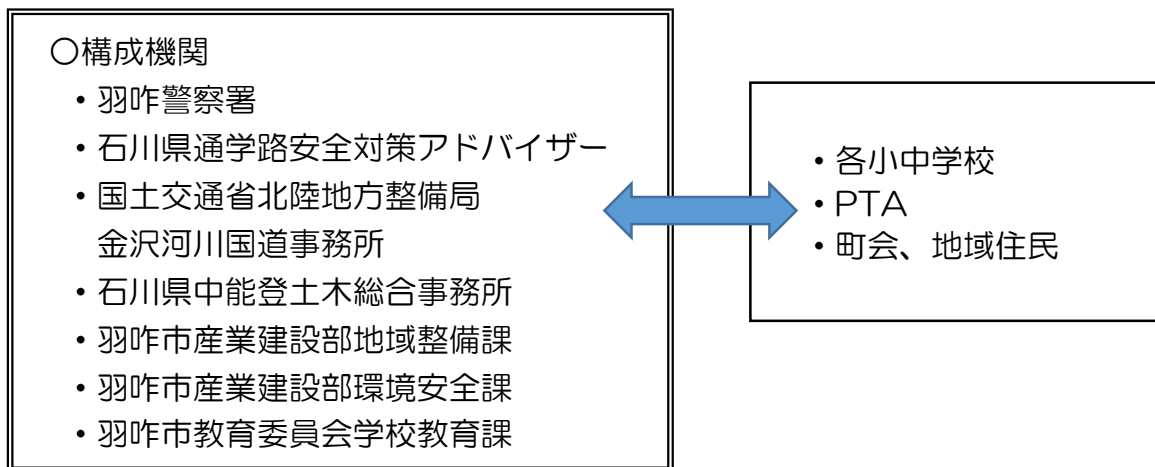 〇構成機関
・羽咋警察署
・石川県通学路安全対策アドバイザー
・国土交通省北陸地方整備局
金沢河川国道事務所
・石川県中能登土木総合事務所
・羽咋市産業建設部地域整備課
・羽咋市産業建設部環境安全課
・羽咋市教育委員会学校教育課
・各小中学校
・PTA
・町会、地域住民